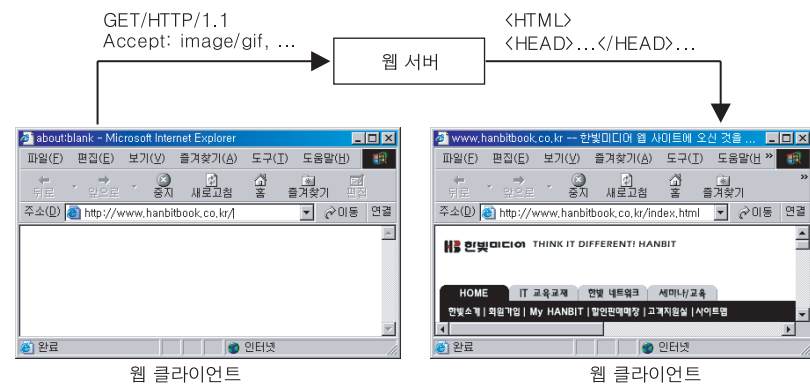 GET/HTTP/1.1
Accept: image/gif, ...
웹 서버
<HTML>
<HEAD>...</HEAD>...
about:blank - Microsoft Internet Explorer
파일(F) 편집(E) 보기(V) 즐겨찾기(A) 도구(T) 도움말(H)
뒤로 앞으로 중지 새로고침 홈 즐겨찾기 편집
주소(D) http://www.hanbitbook.co.kr/ 이동 연결
완료 인터넷
웹 클라이언트
www.hanbitbook.co.kr -- 한빛미디어 웹 사이트에 오신 것을 ...
파일(F) 편집(E) 보기(V) 즐겨찾기(A) 도구(T) 도움말(H) »
뒤로 앞으로 중지 새로고침 홈 즐겨찾기 »
주소(D) http://www.hanbitbook.co.kr/index.html 이동 연결
HB 한빛미디어 THINK IT DIFFERENT! HANBIT
HOME IT 교육교재 한빛 네트워크 세미나/교육
한빛소개 | 회원가입 | My HANBIT | 할인판매매장 | 고객지원실 | 사이트맵
완료 인터넷
웹 클라이언트